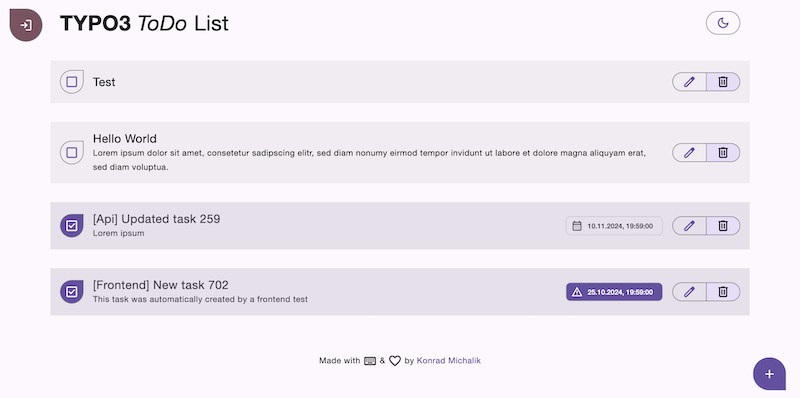 TYPO3 ToDo List
Test
Hello World
Lorem ipsum dolor sit amet, consetetur sadipscing elitr, sed diam nonumy eirmod tempor invidunt ut labore et dolore magna aliquyam erat,
sed diam voluptua.
[Api] Updated task 259
Lorem ipsum
10.11.2024, 19:59:00
[Frontend] New task 702
This task was automatically created by a frontend test
25.10.2024, 19:59:00
Made with & by Konrad Michalik